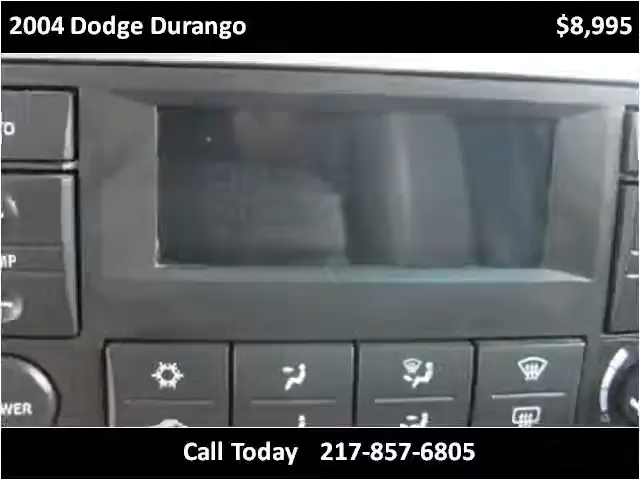 2004 Dodge Durango $8,995
TO
MP
WER
Call Today 217-857-6805